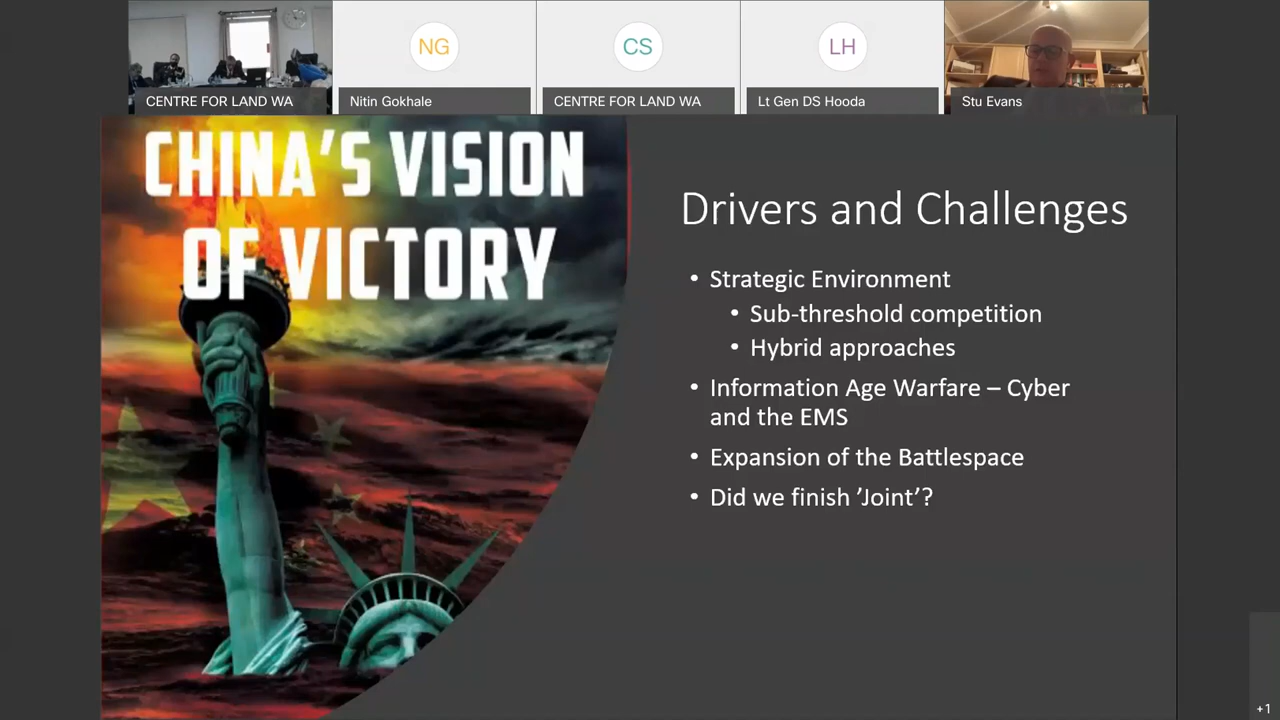 NG
CS
LH
CENTRE FOR LAND WA
Nitin Gokhale
CENTRE FOR LAND WA
Lt Gen DS Hooda
Stu Evans
CHINA'S VISION
OF VICTORY
Drivers and Challenges
• Strategic Environment
• Sub-threshold competition
• Hybrid approaches
• Information Age Warfare – Cyber
and the EMS
• Expansion of the Battlespace
• Did we finish ’Joint’?
+1